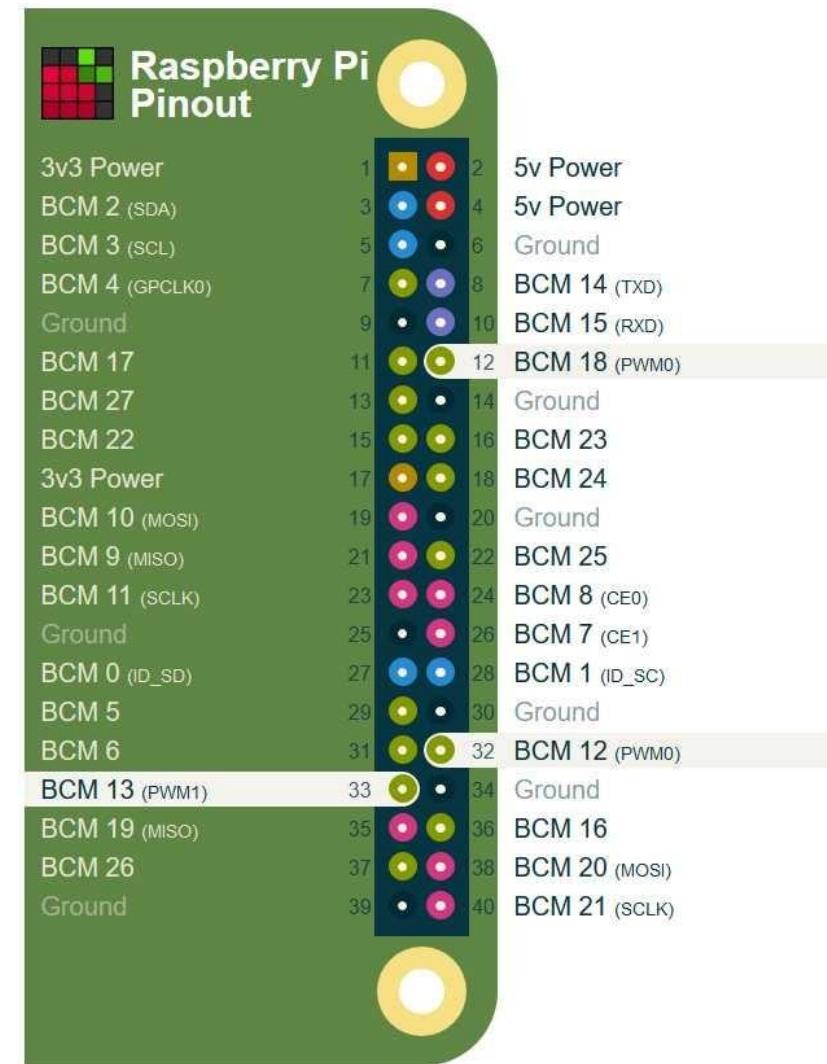 Raspberry Pi
Pinout
3v3 Power 1 2 5v Power
BCM 2 (SDA) 3 4 5v Power
BCM 3 (SCL) 5 6 Ground
BCM 4 (GPCLK0) 7 8 BCM 14 (TXD)
Ground 9 10 BCM 15 (RXD)
BCM 17 11 12 BCM 18 (PWM0)
BCM 27 13 14 Ground
BCM 22 15 16 BCM 23
3v3 Power 17 18 BCM 24
BCM 10 (MOSI) 19 20 Ground
BCM 9 (MISO) 21 22 BCM 25
BCM 11 (SCLK) 23 24 BCM 8 (CE0)
Ground 25 26 BCM 7 (CE1)
BCM 0 (ID_SD) 27 28 BCM 1 (ID_SC)
BCM 5 29 30 Ground
BCM 6 31 32 BCM 12 (PWM0)
BCM 13 (PWM1) 33 34 Ground
BCM 19 (MISO) 35 36 BCM 16
BCM 26 37 38 BCM 20 (MOSI)
Ground 39 40 BCM 21 (SCLK)